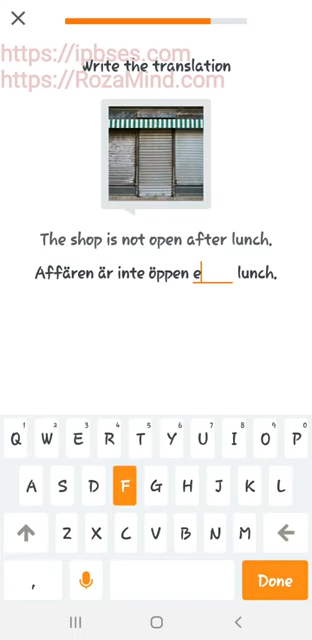 https://ipbses.com
Write the translation
https://RozaMind.com
The shop is not open after lunch.
Affären är inte öppen e lunch.
1 2 3 4 5 6 7 8 9 0
Q W E R T Y U I O P
A S D F G H J K L
Z X C V B N M
, Done